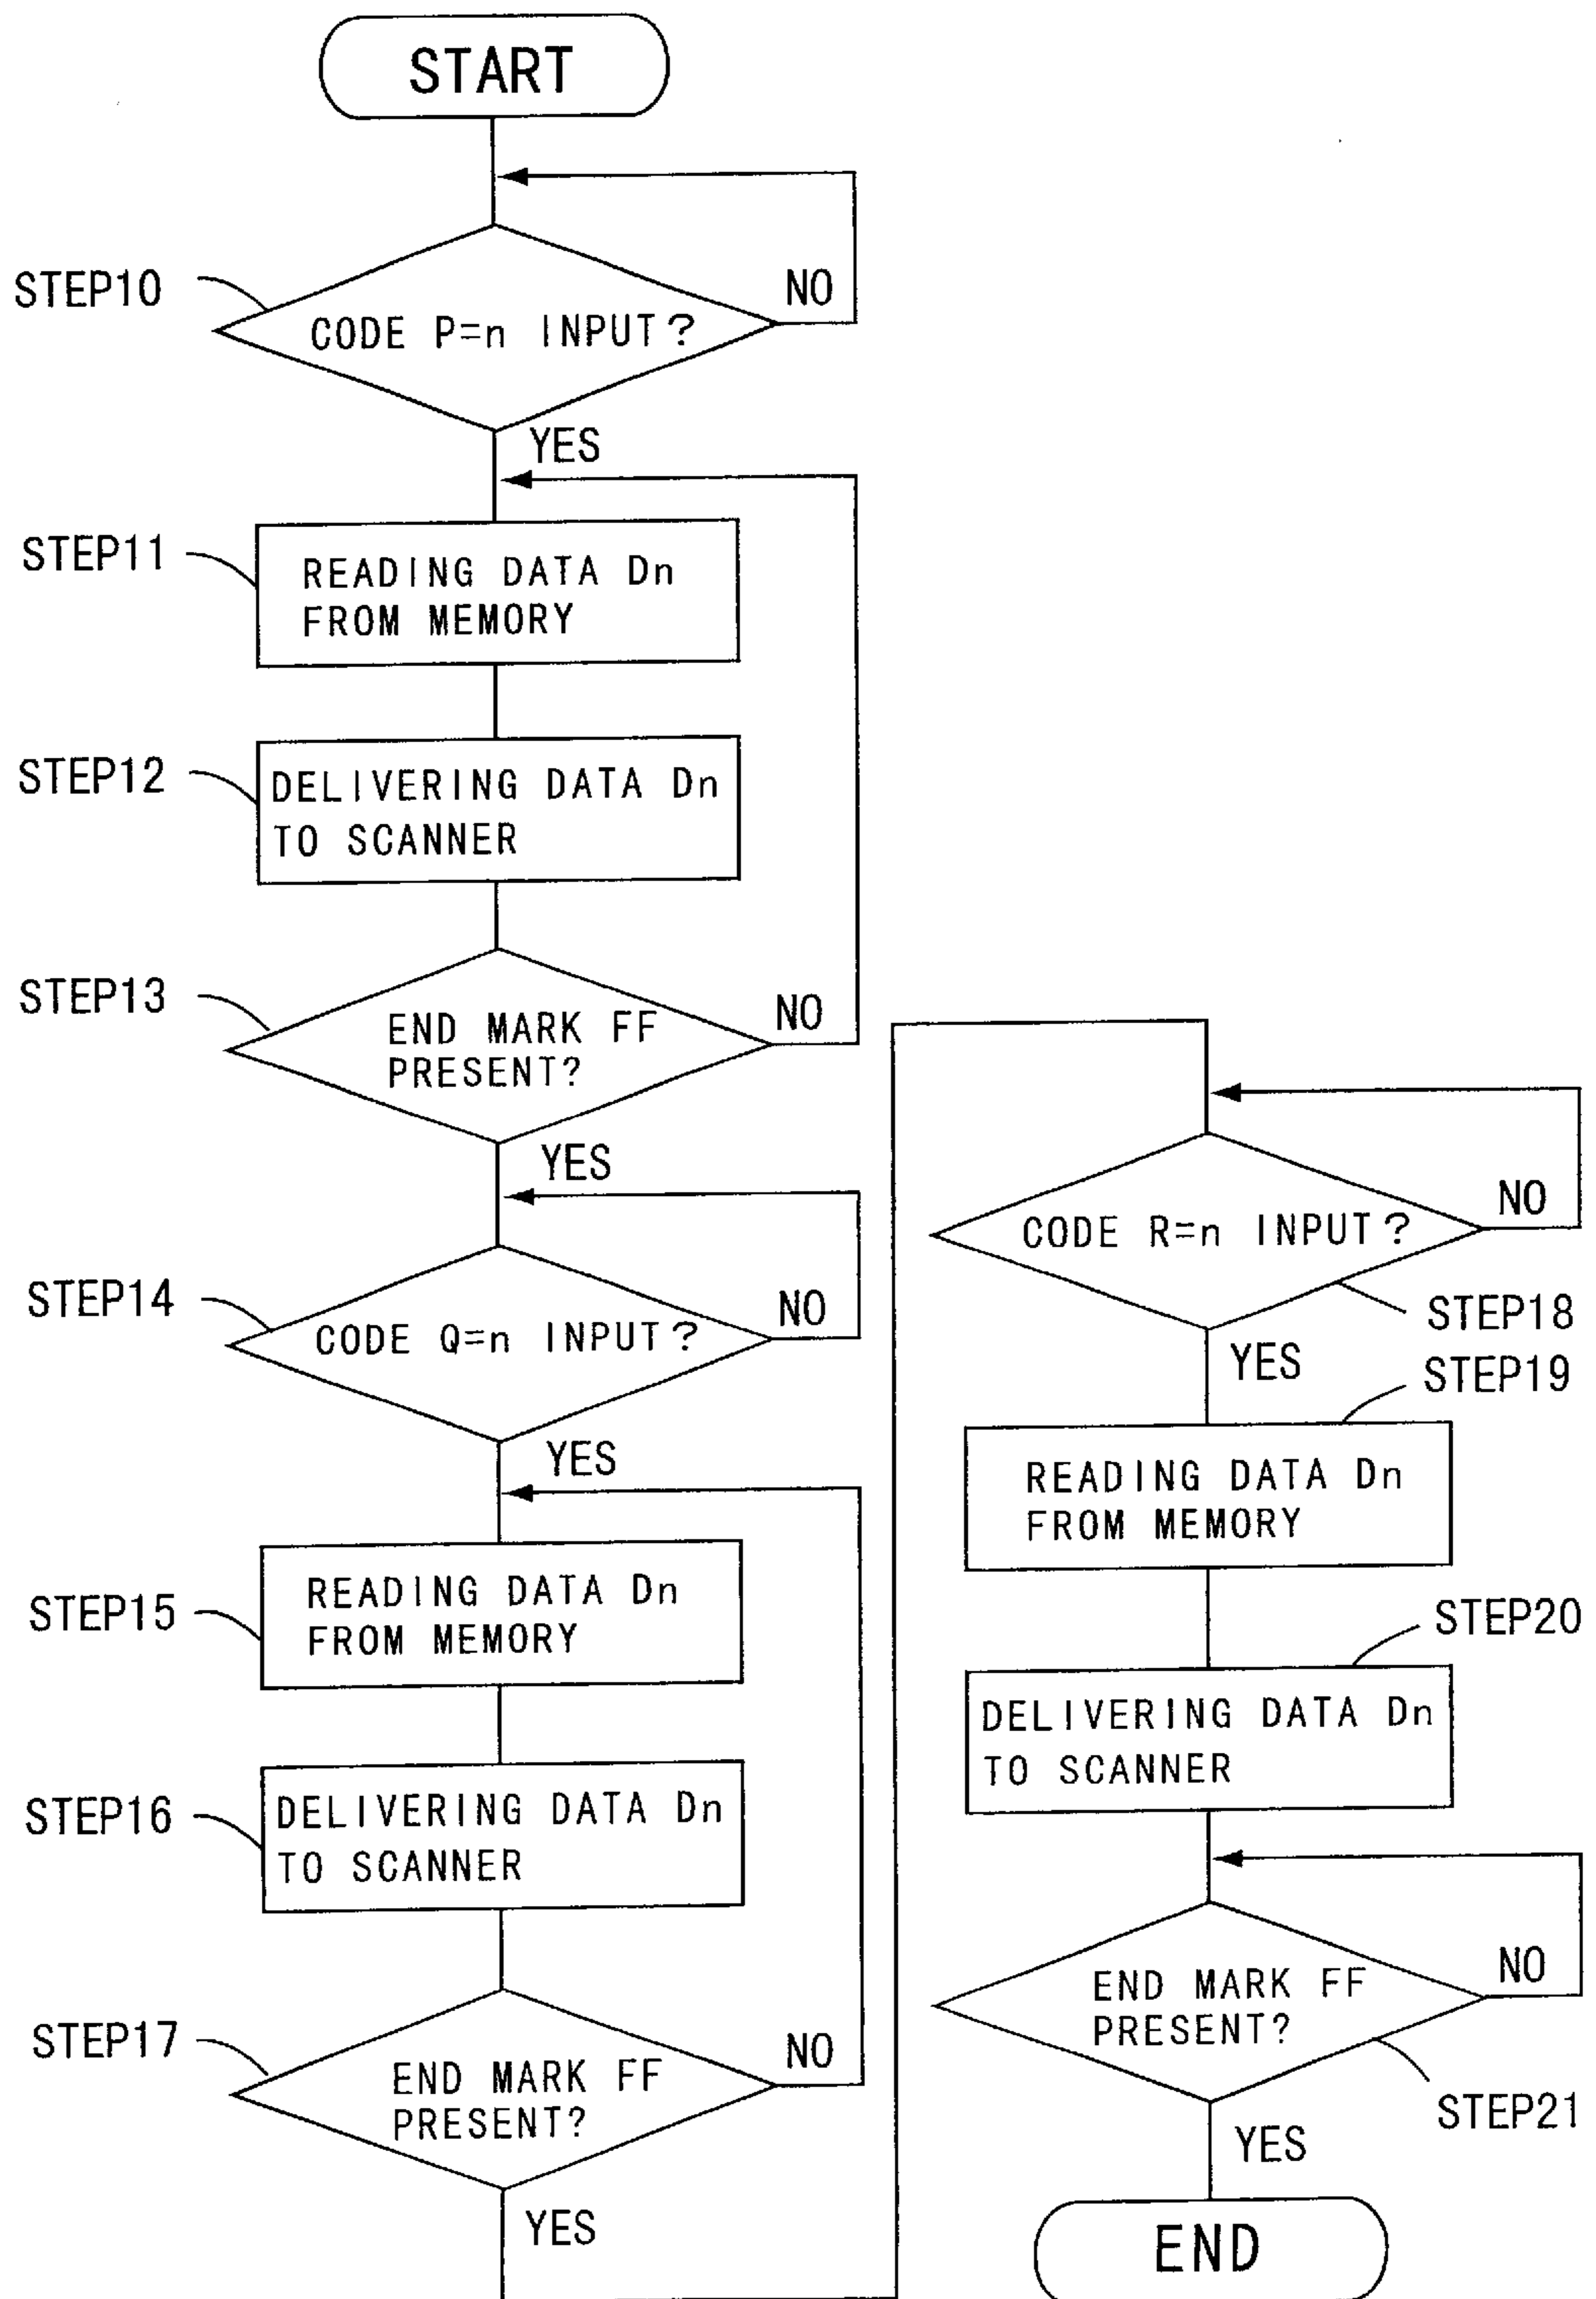 START
STEP10
CODE P=n INPUT?
NO
YES
STEP11
READING DATA Dn
FROM MEMORY
STEP12
DELIVERING DATA Dn
TO SCANNER
STEP13
END MARK FF
PRESENT?
NO
YES
STEP14
CODE Q=n INPUT?
NO
YES
STEP15
READING DATA Dn
FROM MEMORY
STEP16
DELIVERING DATA Dn
TO SCANNER
STEP17
END MARK FF
PRESENT?
NO
YES
CODE R=n INPUT?
NO
STEP18
YES
STEP19
READING DATA Dn
FROM MEMORY
STEP20
DELIVERING DATA Dn
TO SCANNER
END MARK FF
PRESENT?
NO
STEP21
YES
END